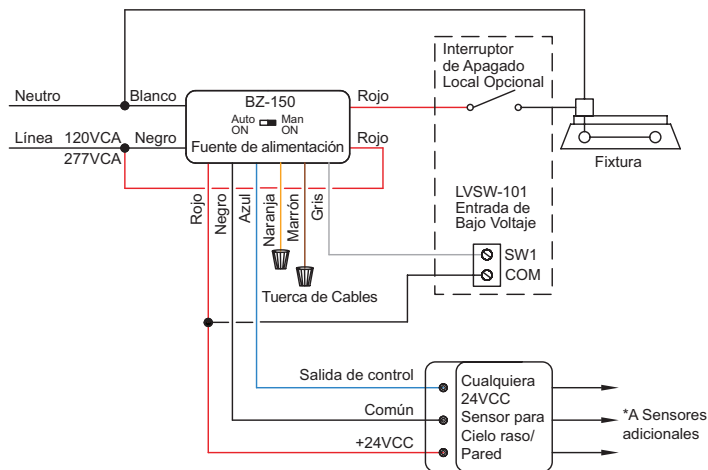 Interruptor
de Apagado
Local Opcional
Neutro
Blanco
BZ-150
Auto
ON
Man
ON
Fuente de alimentación
Rojo
Rojo
Línea
120VCA
277VCA
Negro
Fixtura
Rojo
Negro
Azul
Naranja
Marrón
Gris
LVSW-101
Entrada de
Bajo Voltaje
SW1
COM
Tuerca de Cables
Salida de control
Común
+24VCC
Cualquiera
24VCC
Sensor para
Cielo raso/
Pared
*A Sensores
adicionales